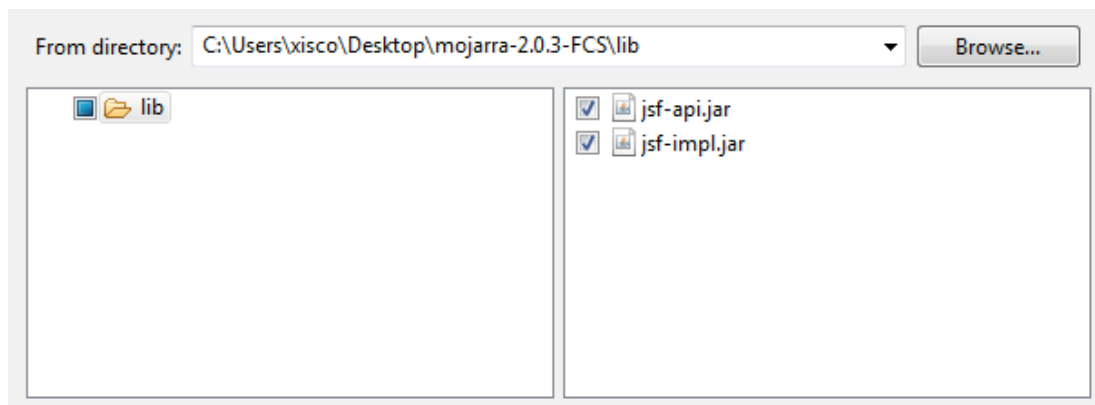 From directory: C:\Users\xisco\Desktop\mojarra-2.0.3-FCS\lib Browse...
lib
jsf-api.jar
jsf-impl.jar